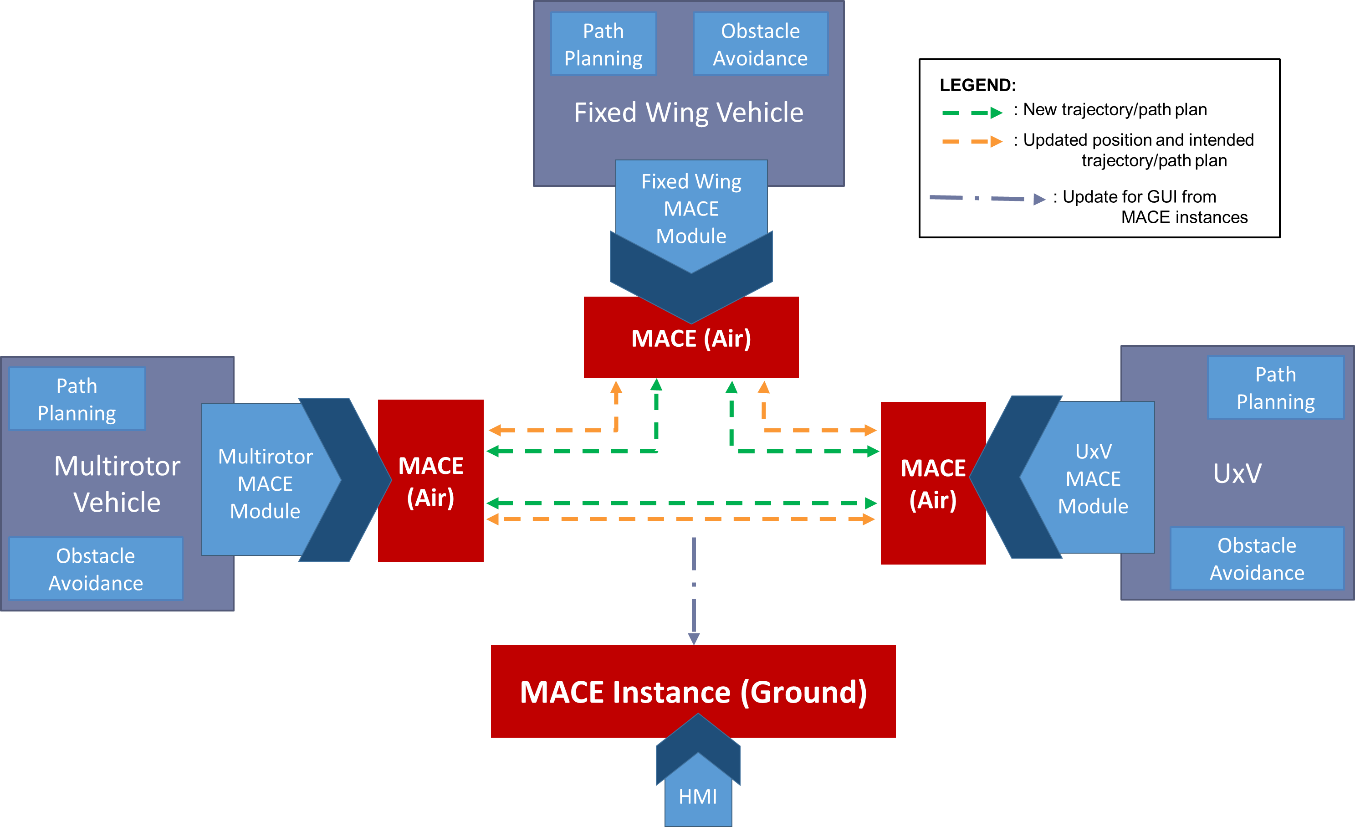 Path
Planning
Obstacle
Avoidance
Fixed Wing Vehicle
Fixed Wing
MACE
Module
MACE (Air)
LEGEND:
: New trajectory/path plan
: Updated position and intended
trajectory/path plan
: Update for GUI from
MACE instances
Path
Planning
Multirotor
Vehicle
Obstacle
Avoidance
Multirotor
MACE
Module
MACE
(Air)
MACE
(Air)
UxV
MACE
Module
Path
Planning
UxV
Obstacle
Avoidance
MACE Instance (Ground)
HMI